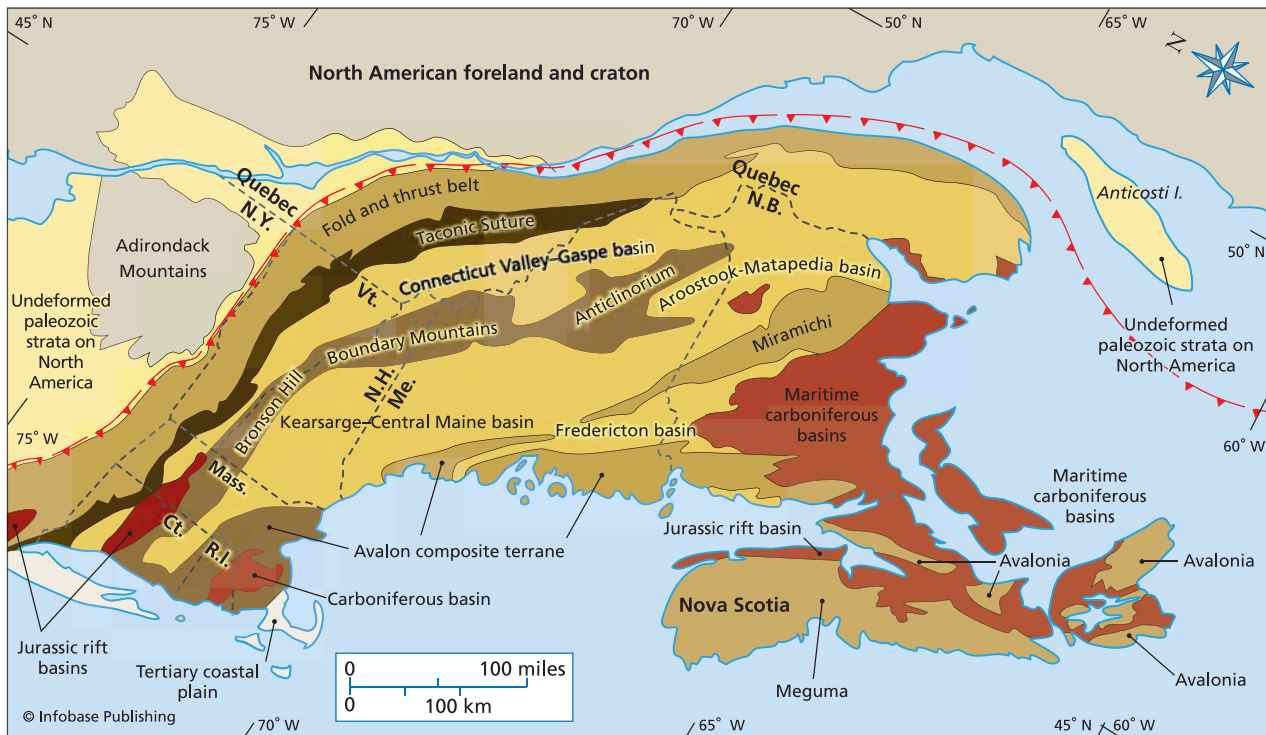 45° N
75° W
70° W
50° N
65° W
N
North American foreland and craton
Quebec
N.Y.
Fold and thrust belt
Taconic Suture
Quebec
N.B.
Anticosti I.
Adirondack
Mountains
Connecticut Valley–Gaspe basin
Vt.
Anticlinorium
Aroostook-Matapedia basin
50° N
Undeformed
paleozoic
strata on
North
America
Boundary Mountains
Miramichi
Undeformed
paleozoic strata on
North America
N.H.
Me.
Bronson Hill
Kearsarge–Central Maine basin
Fredericton basin
Maritime
carboniferous
basins
75° W
60° W
Mass.
Maritime
carboniferous
basins
Ct.
R.I.
Avalon composite terrane
Jurassic rift basin
Avalonia
Avalonia
Carboniferous basin
Nova Scotia
Jurassic rift
basins
Tertiary coastal
plain
Meguma
Avalonia
0
100 miles
0
100 km
© Infobase Publishing
70° W
65° W
45° N
60° W